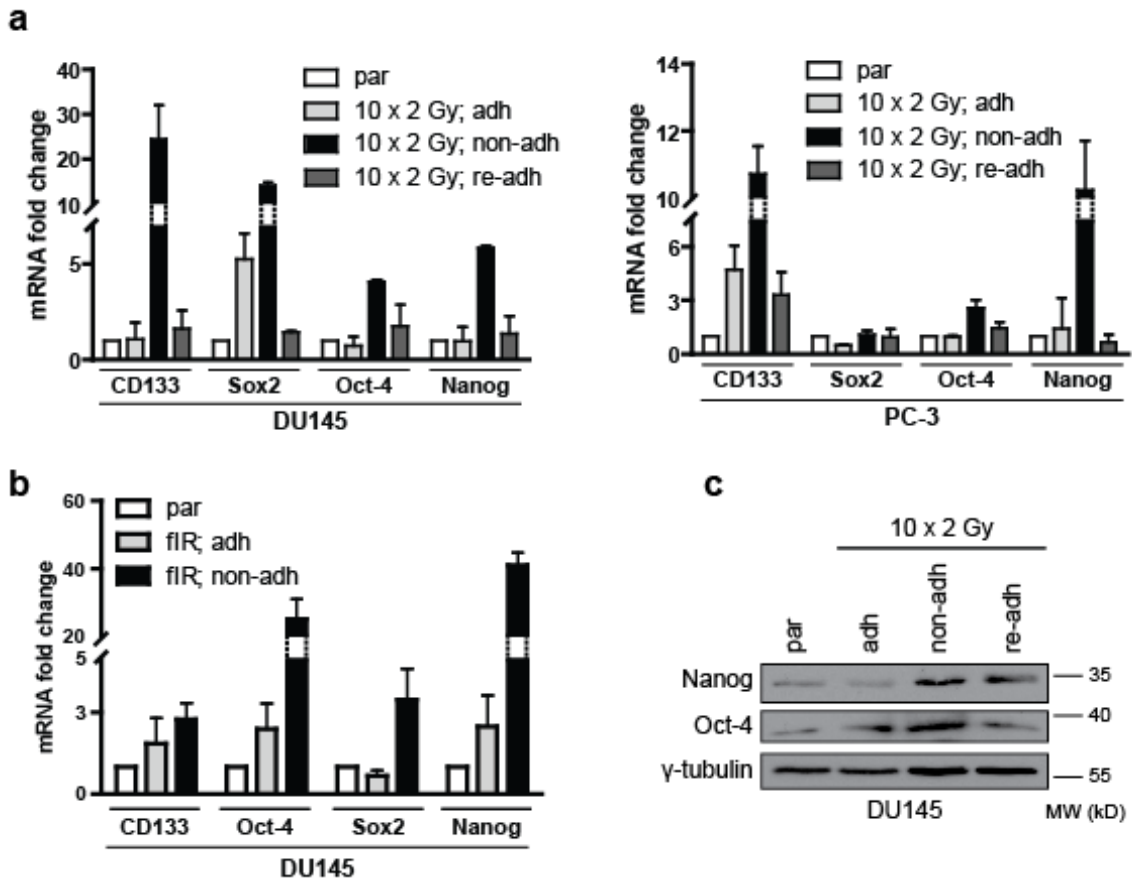 a
mRNA fold change
40
30
20
10
5
0
par
10 x 2 Gy; adh
10 x 2 Gy; non-adh
10 x 2 Gy; re-adh
CD133 Sox2 Oct-4 Nanog
DU145
mRNA fold change
14
12
10
6
3
0
par
10 x 2 Gy; adh
10 x 2 Gy; non-adh
10 x 2 Gy; re-adh
CD133 Sox2 Oct-4 Nanog
PC-3
b
mRNA fold change
60
40
20
5
3
0
par
fIR; adh
fIR; non-adh
CD133 Oct-4 Sox2 Nanog
DU145
c
10 x 2 Gy
par adh non-adh re-adh
Nanog 35
Oct-4 40
γ-tubulin 55
DU145 MW (kD)